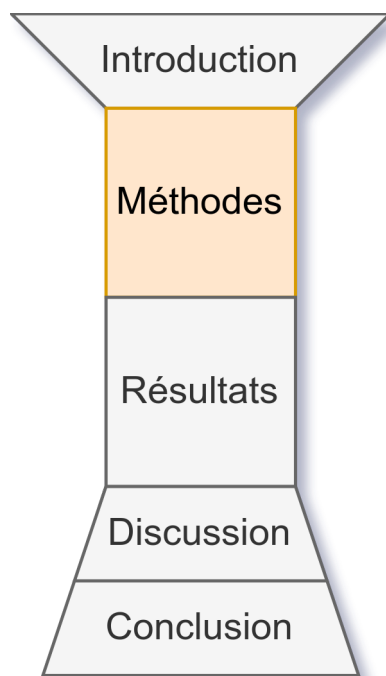 Introduction
Méthodes
Résultats
Discussion
Conclusion